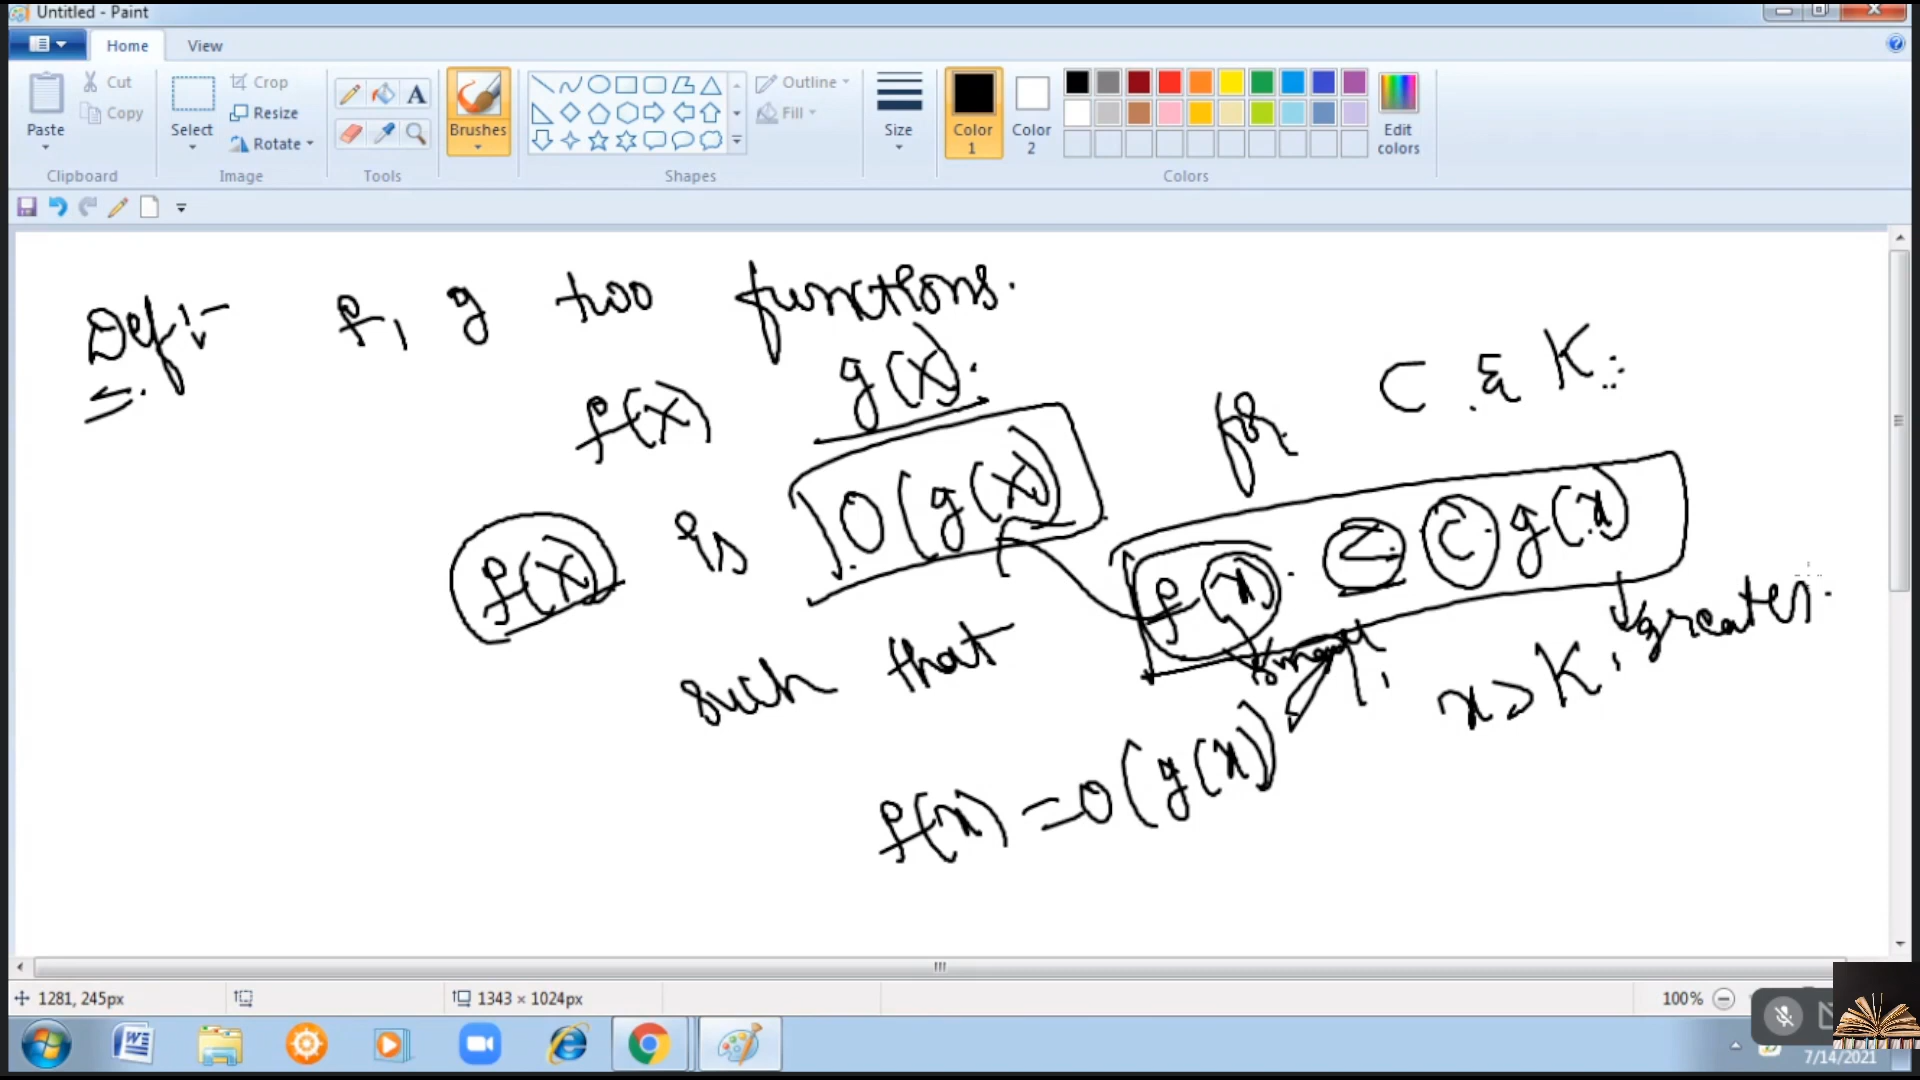 Untitled - Paint
Home View
Cut
Copy
Paste
Crop
Resize
Select
Rotate
Brushes
Outline
Fill
Size
Color 1
Color 2
Edit colors
Clipboard Image Tools Shapes Colors
Def:- f, g two functions.
f(x) g(x). for C & K
f(x) is O(g(x)) f(x) ≤ C g(x)
such that x > K, greater
f(x) = O(g(x))
1281, 245px 1343 × 1024px 100%
7/14/2021